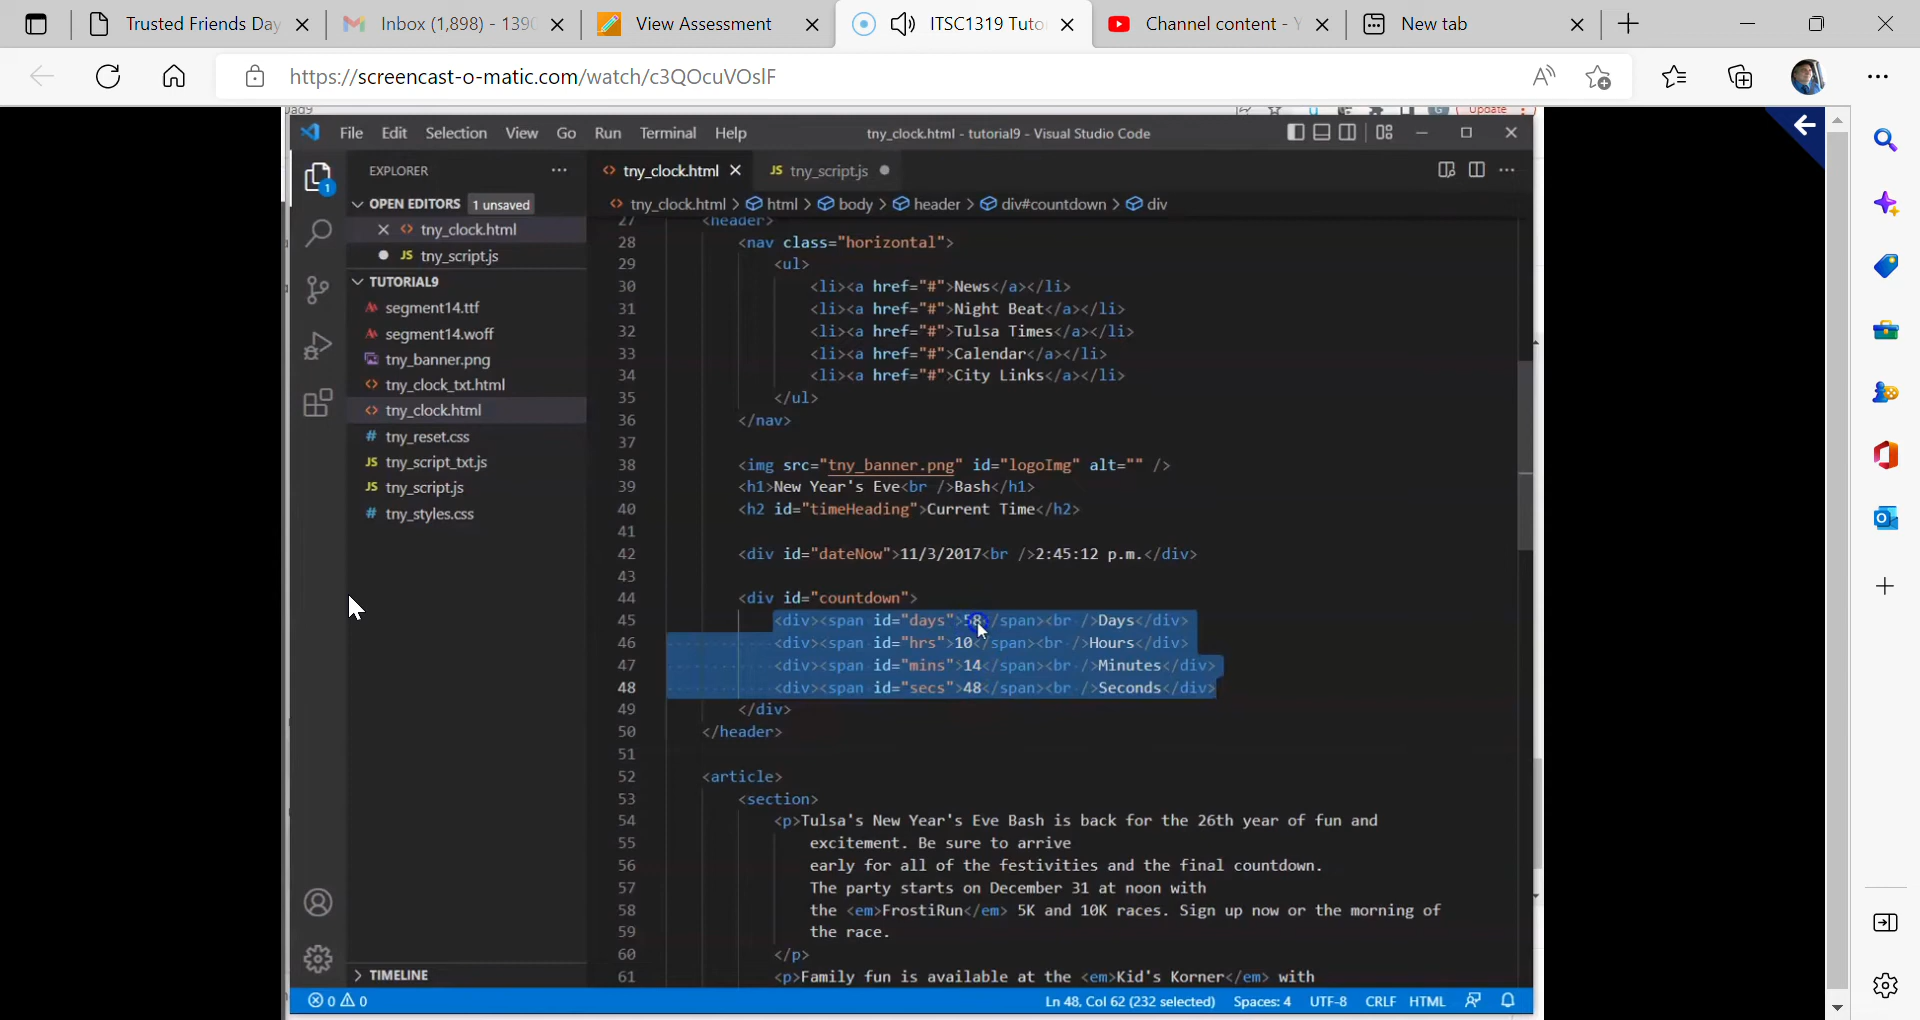 Trusted Friends Day
Inbox (1,898) - 139
View Assessment
ITSC1319 Tuto
Channel content - Y
New tab
https://screencast-o-matic.com/watch/c3QOcuVOslF
Update
File Edit Selection View Go Run Terminal Help
tny_clock.html - tutorial9 - Visual Studio Code
EXPLORER
tny_clock.html
JS tny_script.js
OPEN EDITORS 1 unsaved
tny_clock.html > html > body > header > div#countdown > div
tny_clock.html
JS tny_script.js
TUTORIAL9
segment14.ttf
segment14.woff
tny_banner.png
tny_clock_txt.html
tny_clock.html
# tny_reset.css
JS tny_script_txt.js
JS tny_script.js
# tny_styles.css
TIMELINE
27 <header>
28 <nav class="horizontal">
29 <ul>
30 <li><a href="#">News</a></li>
31 <li><a href="#">Night Beat</a></li>
32 <li><a href="#">Tulsa Times</a></li>
33 <li><a href="#">Calendar</a></li>
34 <li><a href="#">City Links</a></li>
35 </ul>
36 </nav>
37
38 <img src="tny_banner.png" id="logoImg" alt="" />
39 <h1>New Year's Eve<br />Bash</h1>
40 <h2 id="timeHeading">Current Time</h2>
41
42 <div id="dateNow">11/3/2017<br />2:45:12 p.m.</div>
43
44 <div id="countdown">
45 <div><span id="days">58</span><br />Days</div>
46 <div><span id="hrs">10</span><br />Hours</div>
47 <div><span id="mins">14</span><br />Minutes</div>
48 <div><span id="secs">48</span><br />Seconds</div>
49 </div>
50 </header>
51
52 <article>
53 <section>
54 <p>Tulsa's New Year's Eve Bash is back for the 26th year of fun and
55 excitement. Be sure to arrive
56 early for all of the festivities and the final countdown.
57 The party starts on December 31 at noon with
58 the <em>FrostiRun</em> 5K and 10K races. Sign up now or the morning of
59 the race.
60 </p>
61 <p>Family fun is available at the <em>Kid's Korner</em> with
0 0
Ln 48, Col 62 (232 selected) Spaces: 4 UTF-8 CRLF HTML